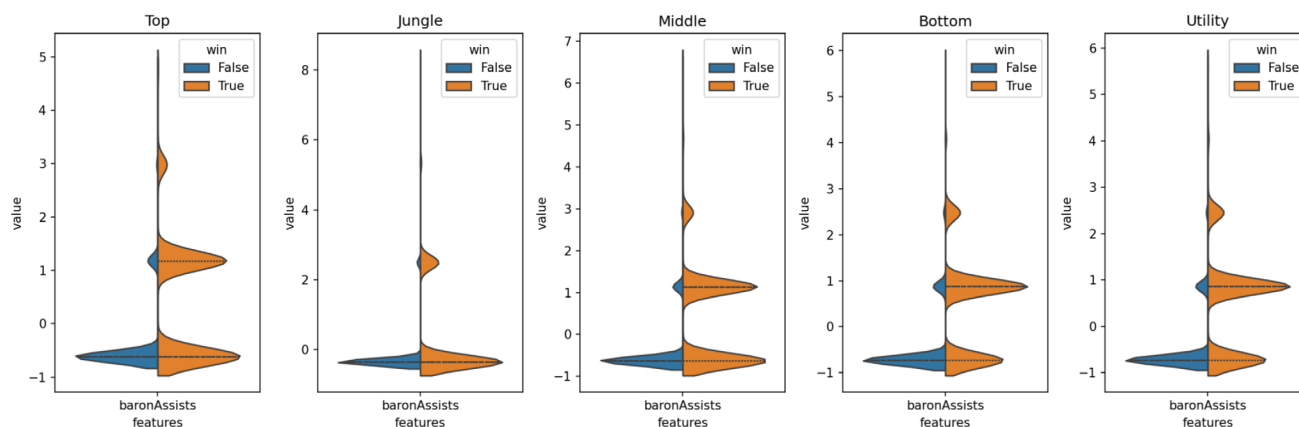 Top
win
False
True
5
4
3
2
1
0
−1
value
baronAssists
features
Jungle
win
False
True
8
6
4
2
0
value
baronAssists
features
Middle
win
False
True
7
6
5
4
3
2
1
0
−1
value
baronAssists
features
Bottom
win
False
True
6
5
4
3
2
1
0
−1
value
baronAssists
features
Utility
win
False
True
6
5
4
3
2
1
0
−1
value
baronAssists
features